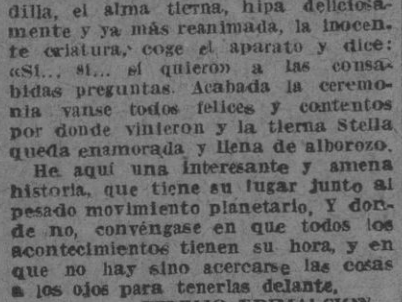 dilla, el alma tierna, hipa deliciosa-
mente y ya más reanimada, la inocen-
te criatura, coge el aparato y dice:
«Sí... sí... sí quiero» a las consa-
bidas preguntas. Acabada la ceremo-
nia vanse todos felices y contentos
por donde vinieron y la tierna Stella
queda enamorada y llena de alborozo.
He aquí una interesante y amena
historia, que tiene su lugar junto al
pesado movimiento planetario, Y don-
de no, convéngase en que todos los
acontecimientos tienen su hora, y en
que no hay sino acercarse las cosas
a los ojos para tenerlas delante,